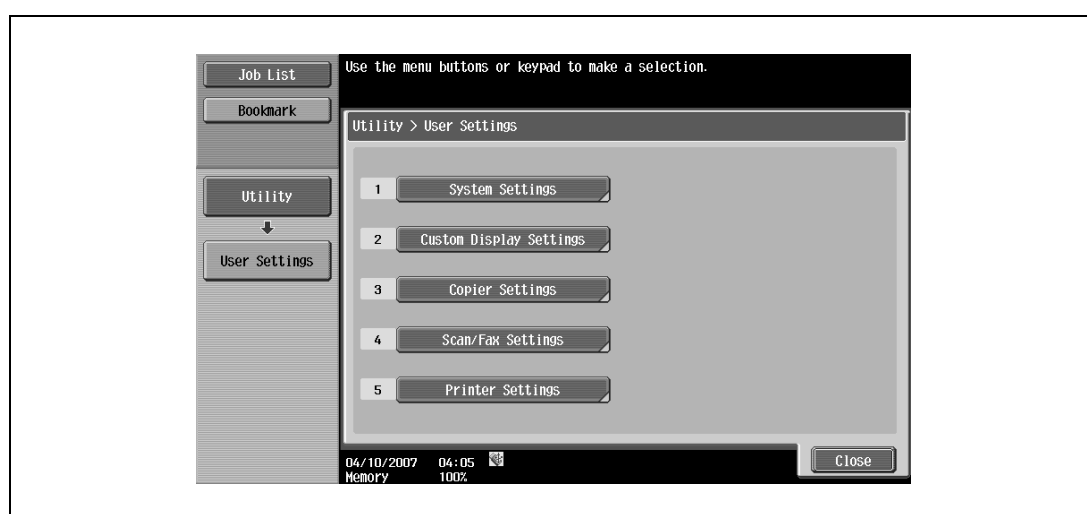 Job List
Bookmark
Utility
User Settings
Use the menu buttons or keypad to make a selection.
Utility > User Settings
1 System Settings
2 Custom Display Settings
3 Copier Settings
4 Scan/Fax Settings
5 Printer Settings
04/10/2007 04:05
Memory 100%
Close